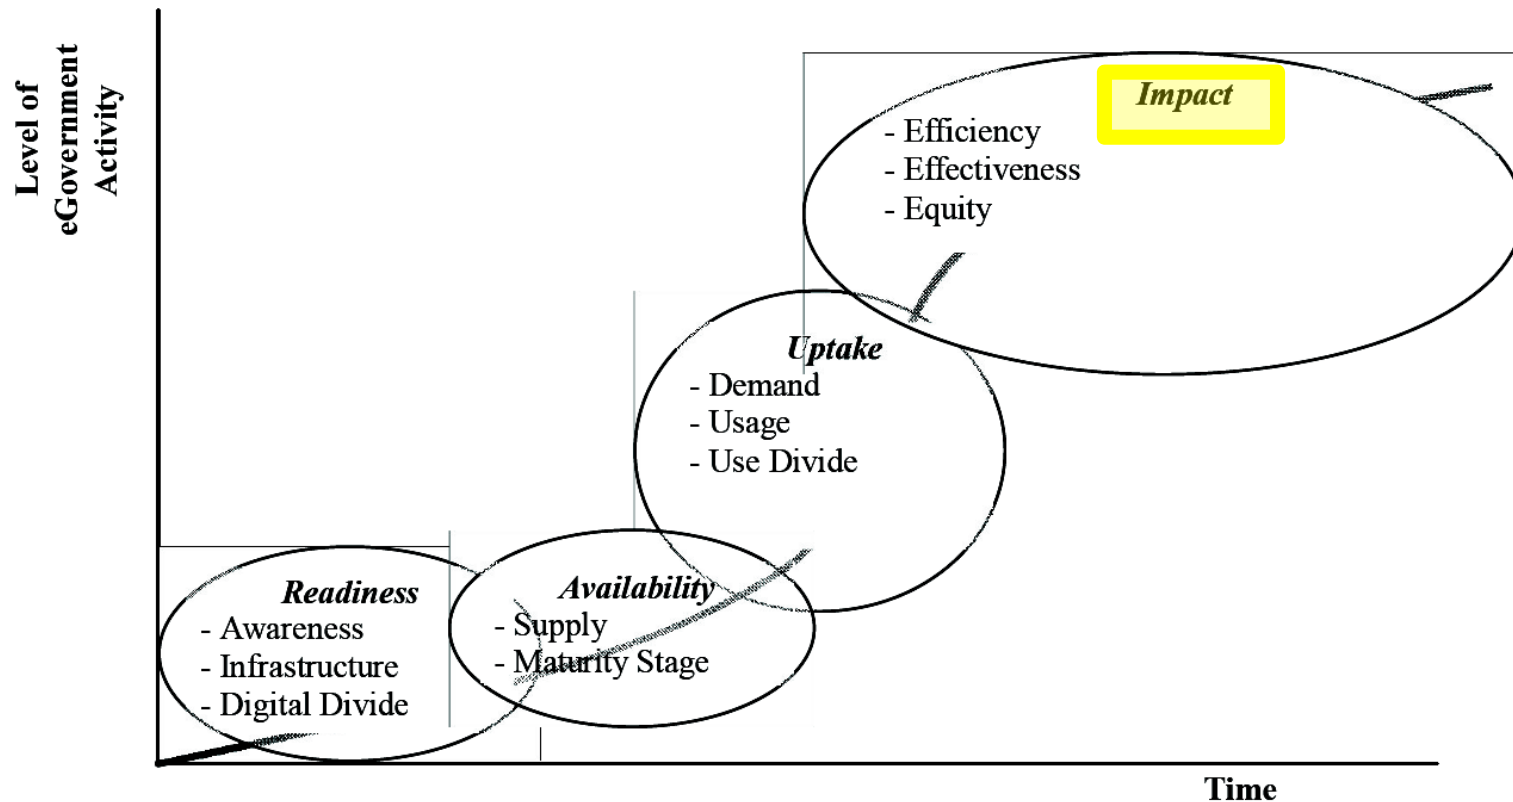 Level of
eGovernment
Activity
Impact
- Efficiency
- Effectiveness
- Equity
Uptake
- Demand
- Usage
- Use Divide
Readiness
- Awareness
- Infrastructure
- Digital Divide
Availability
- Supply
- Maturity Stage
Time